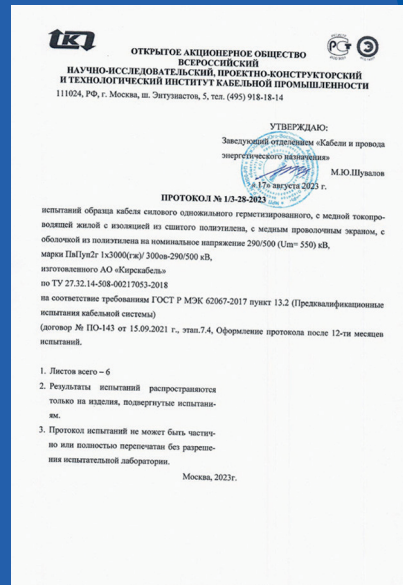 ОТКРЫТОЕ АКЦИОНЕРНОЕ ОБЩЕСТВО
ВСЕРОССИЙСКИЙ
НАУЧНО-ИССЛЕДОВАТЕЛЬСКИЙ, ПРОЕКТНО-КОНСТРУКТОРСКИЙ
И ТЕХНОЛОГИЧЕСКИЙ ИНСТИТУТ КАБЕЛЬНОЙ ПРОМЫШЛЕННОСТИ
111024, РФ, г. Москва, ш. Энтузиастов, 5, тел. (495) 918-18-14
УТВЕРЖДАЮ:
Заведующий отделением «Кабели и провода
энергетического назначения»
М.Ю.Шувалов
«17» августа 2023 г.
ПРОТОКОЛ № 1/3-28-2023
испытаний образца кабеля силового одножильного герметизированного, с медной токопро-
водящей жилой с изоляцией из сшитого полиэтилена, с медным проволочным экраном, с
оболочкой из полиэтилена на номинальное напряжение 290/500 (Um= 550) кВ,
марки ПвПуп2г 1х3000(гж)/ 300ов-290/500 кВ,
изготовленного АО «Кирскабель»
по ТУ 27.32.14-508-00217053-2018
на соответствие требованиям ГОСТ Р МЭК 62067-2017 пункт 13.2 (Предквалификационные
испытания кабельной системы)
(договор № ПО-143 от 15.09.2021 г., этап.7.4, Оформление протокола после 12-ти месяцев
испытаний.
1. Листов всего – 6
2. Результаты испытаний распространяются
только на изделия, подвергнутые испытани-
ям.
3. Протокол испытаний не может быть частич-
но или полностью перепечатан без разреше-
ния испытательной лаборатории.
Москва, 2023г.